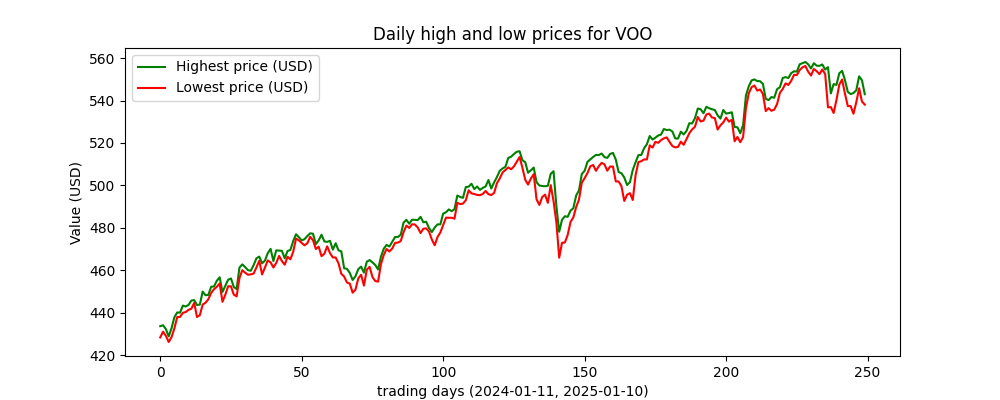 Daily high and low prices for VOO
Highest price (USD)
Lowest price (USD)
Value (USD)
560
540
520
500
480
460
440
420
0
50
100
150
200
250
trading days (2024-01-11, 2025-01-10)